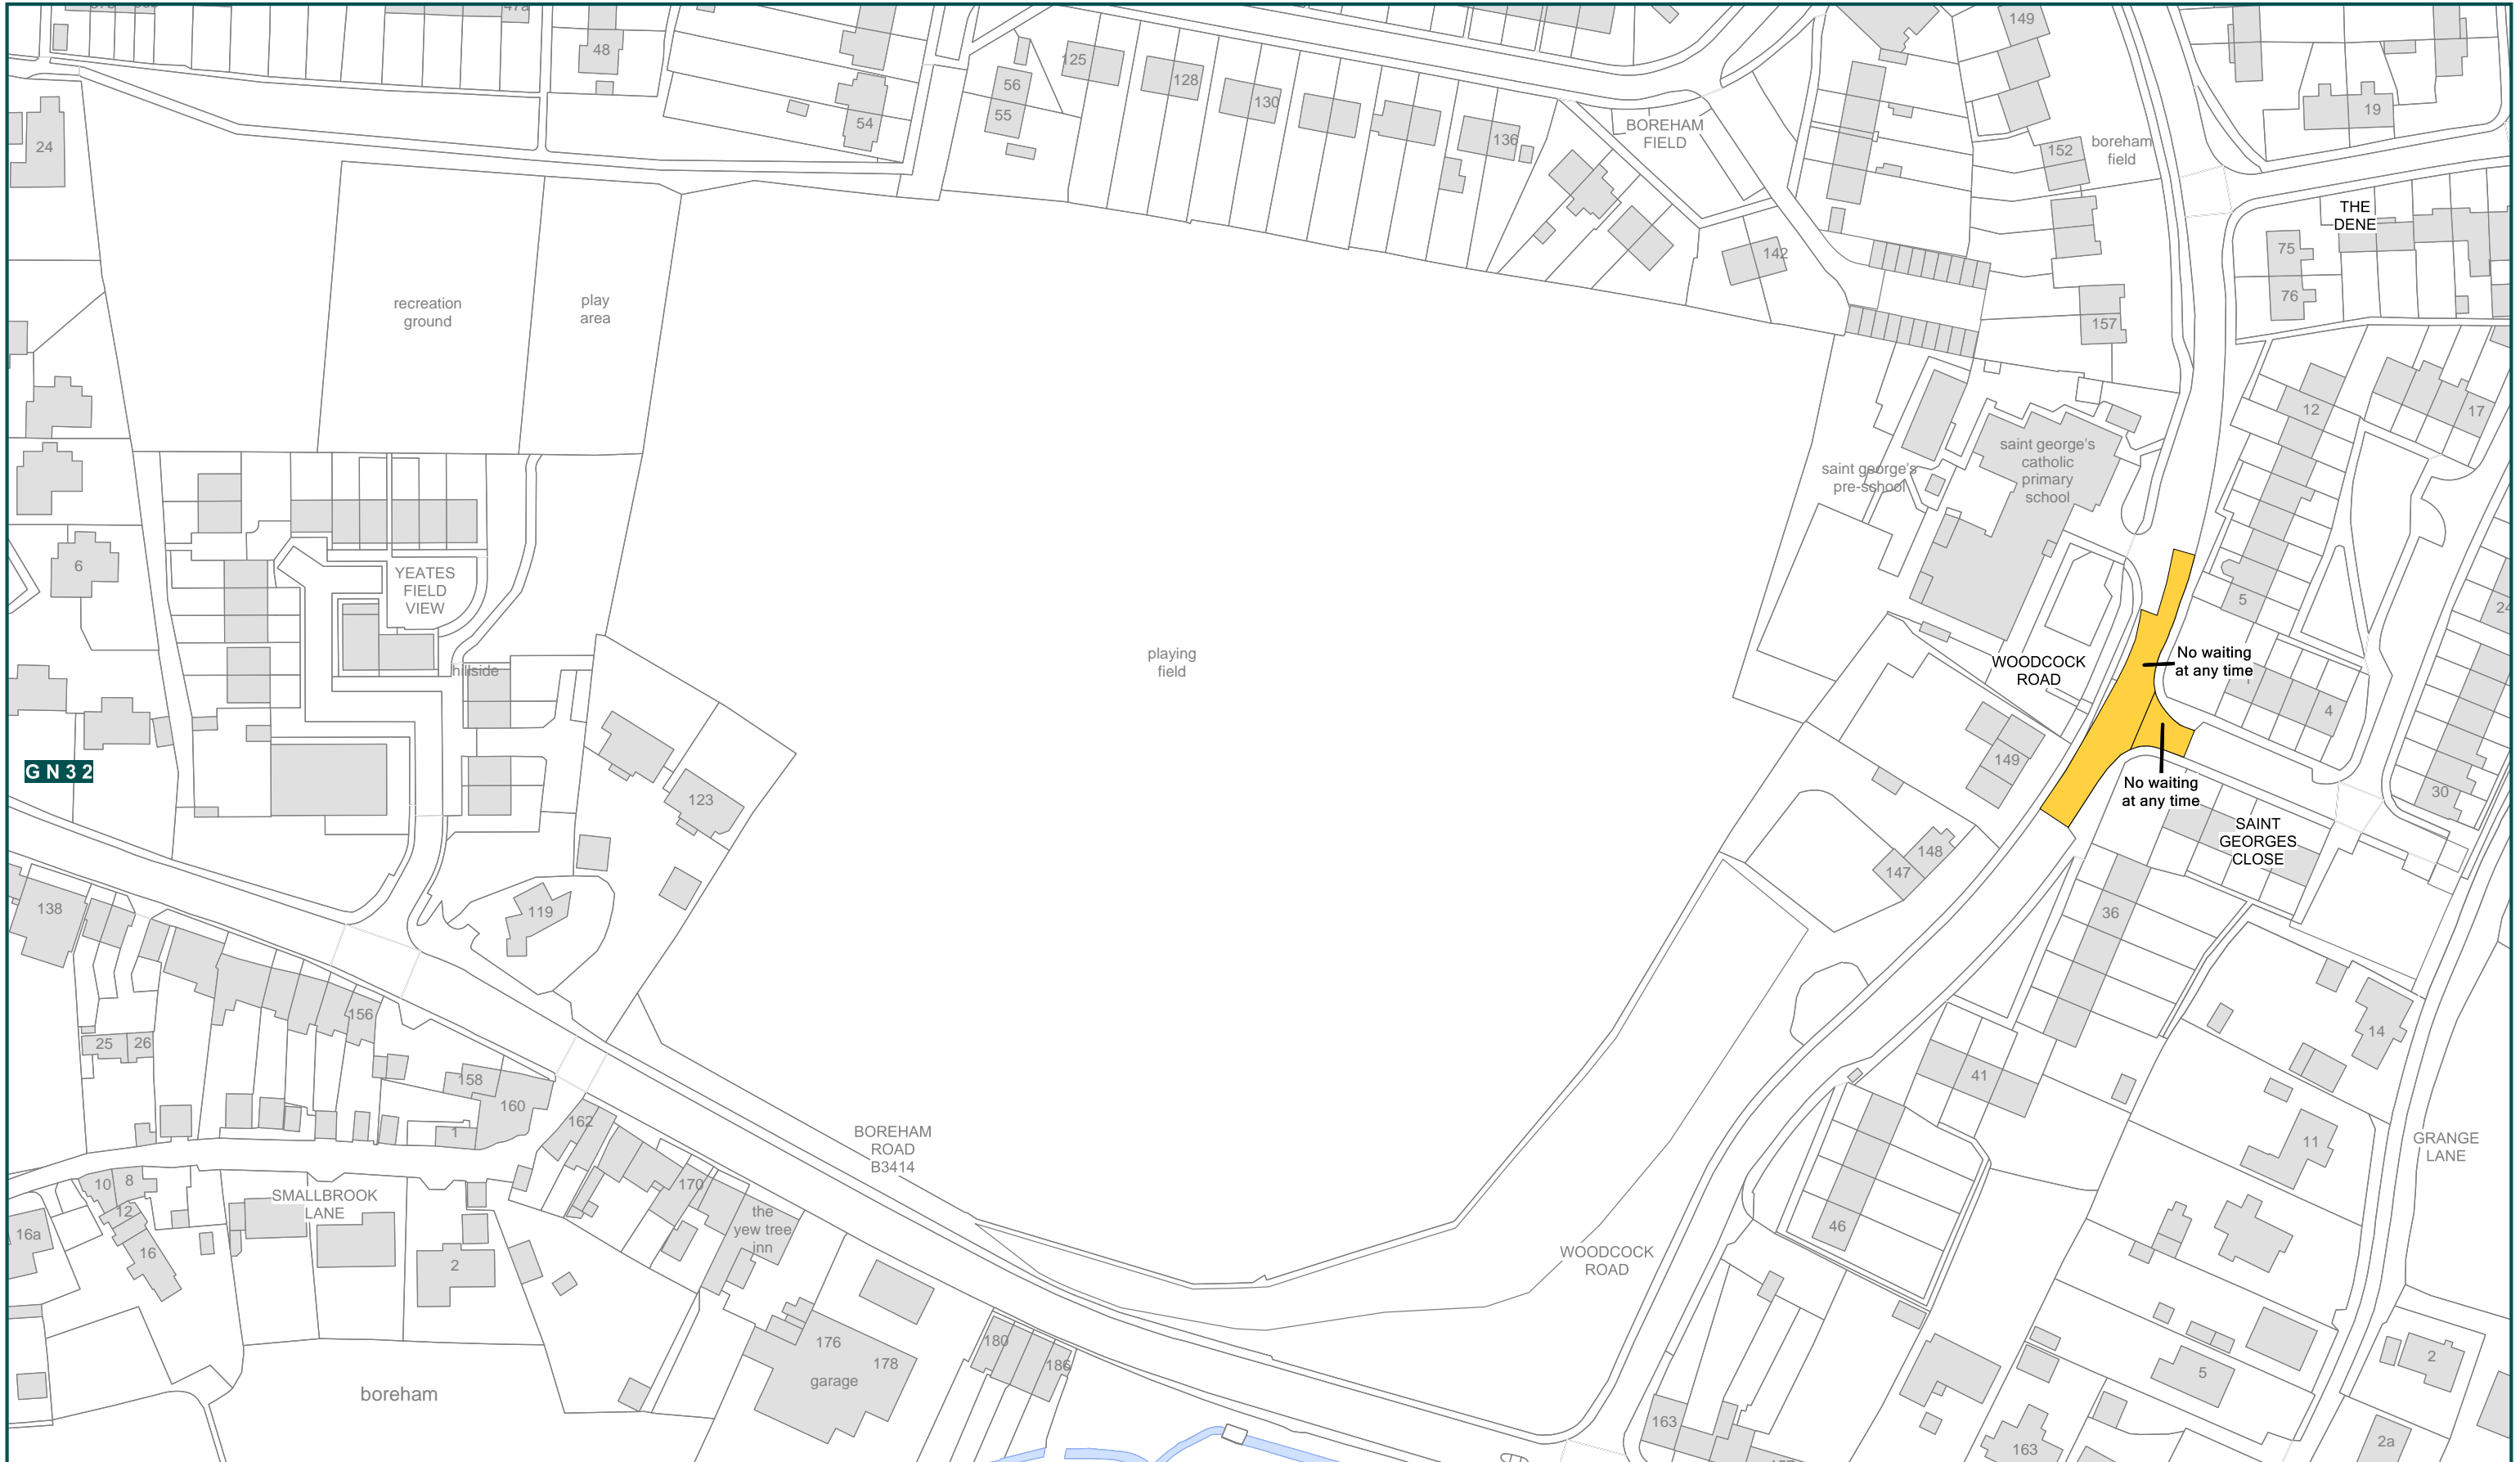 47a
48
149
24
56
55
54
125
128
130
136
BOREHAM
FIELD
142
152
boreham
field
19
THE
DENE
75
76
157
recreation
ground
play
area
12
17
saint george's
catholic
primary
school
saint george's
pre-school
6
YEATES
FIELD
VIEW
hillside
5
24
playing
field
WOODCOCK
ROAD
No waiting
at any time
4
GN32
123
149
No waiting
at any time
30
SAINT
GEORGES
CLOSE
148
147
138
119
36
156
14
25
26
158
160
162
1
41
BOREHAM
ROAD
B3414
11
GRANGE
LANE
10
8
12
16
16a
SMALLBROOK
LANE
2
170
the
yew tree
inn
46
WOODCOCK
ROAD
176
178
garage
180
186
boreham
5
2
163
163
2a